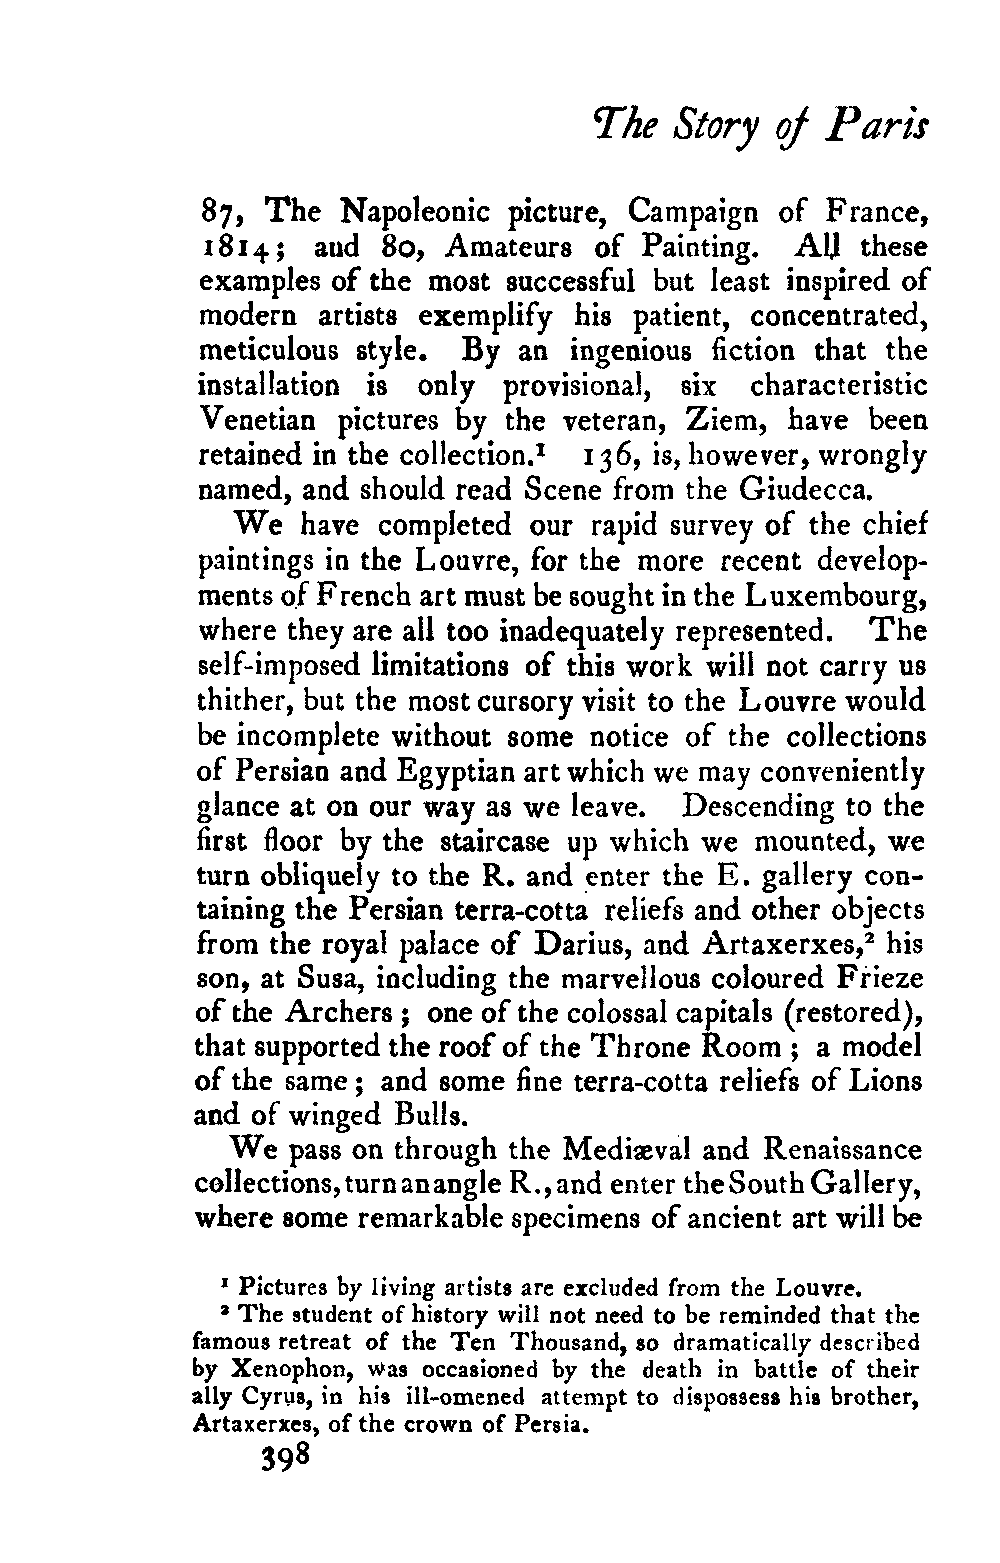 The Story of Paris
87, The Napoleonic picture, Campaign of France,
1814; aud 80, Amateurs of Painting. All these
examples of the most successful but least inspired of
modern artists exemplify his patient, concentrated,
meticulous style. By an ingenious fiction that the
installation is only provisional, six characteristic
Venetian pictures by the veteran, Ziem, have been
retained in the collection.¹ 136, is, however, wrongly
named, and should read Scene from the Giudecca.
We have completed our rapid survey of the chief
paintings in the Louvre, for the more recent develop-
ments of French art must be sought in the Luxembourg,
where they are all too inadequately represented. The
self-imposed limitations of this work will not carry us
thither, but the most cursory visit to the Louvre would
be incomplete without some notice of the collections
of Persian and Egyptian art which we may conveniently
glance at on our way as we leave. Descending to the
first floor by the staircase up which we mounted, we
turn obliquely to the R. and enter the E. gallery con-
taining the Persian terra-cotta reliefs and other objects
from the royal palace of Darius, and Artaxerxes,² his
son, at Susa, including the marvellous coloured Frieze
of the Archers; one of the colossal capitals (restored),
that supported the roof of the Throne Room; a model
of the same; and some fine terra-cotta reliefs of Lions
and of winged Bulls.
We pass on through the Mediæval and Renaissance
collections, turn an angle R., and enter the South Gallery,
where some remarkable specimens of ancient art will be
¹ Pictures by living artists are excluded from the Louvre.
² The student of history will not need to be reminded that the
famous retreat of the Ten Thousand, so dramatically described
by Xenophon, was occasioned by the death in battle of their
ally Cyrus, in his ill-omened attempt to dispossess his brother,
Artaxerxes, of the crown of Persia.
398